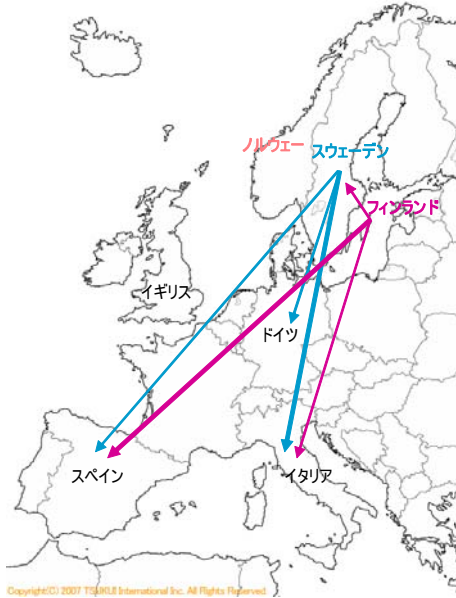 ノルウェー
スウェーデン
フィンランド
イギリス
ドイツ
スペイン
イタリア
Copyright(C) 2007 TSUKUI International Inc. All Rights Reserved.